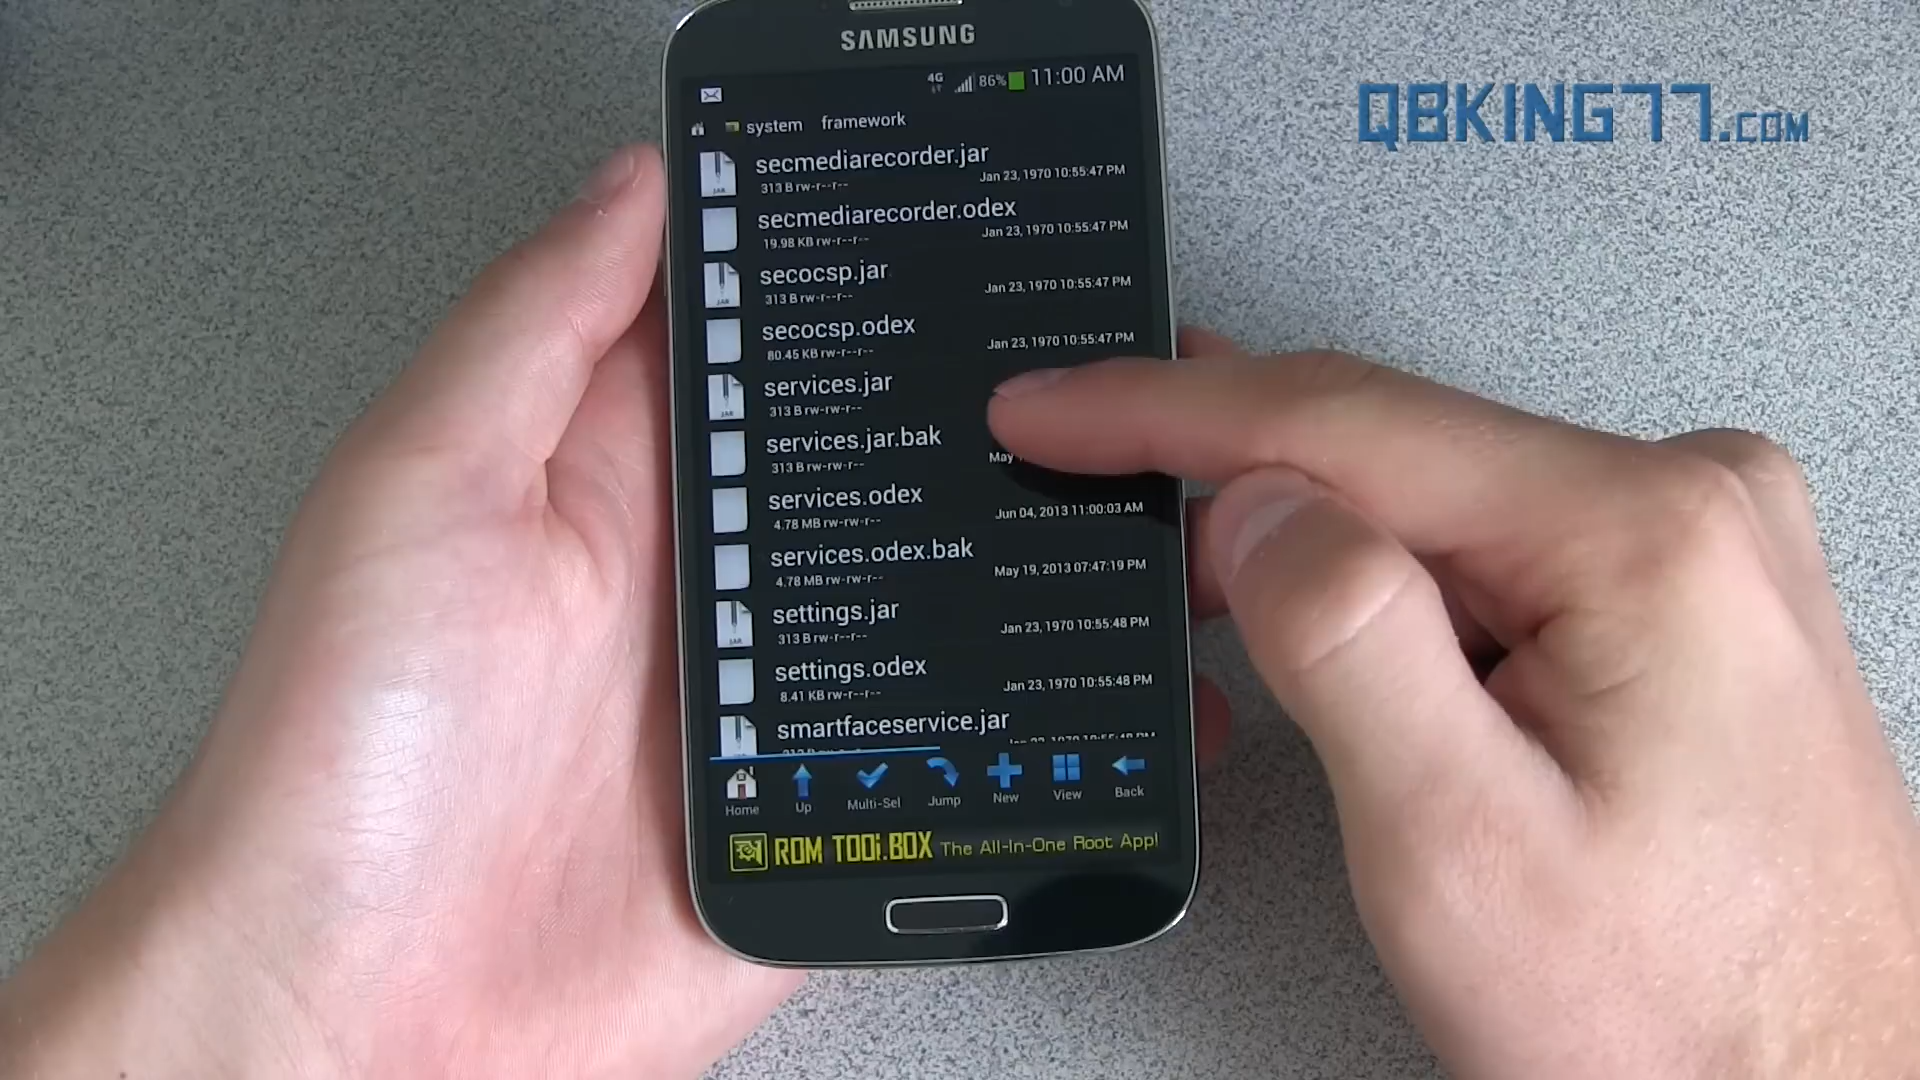 SAMSUNG
QBKING77.COM
4G 86% 11:00 AM
system framework
secmediarecorder.jar
313 B rw-r--r-- Jan 23, 1970 10:55:47 PM
secmediarecorder.odex
19.98 KB rw-r--r-- Jan 23, 1970 10:55:47 PM
secocsp.jar
313 B rw-r--r-- Jan 23, 1970 10:55:47 PM
secocsp.odex
80.45 KB rw-r--r-- Jan 23, 1970 10:55:47 PM
services.jar
313 B rw-rw-r--
services.jar.bak
313 B rw-rw-r-- May
services.odex
4.78 MB rw-rw-r-- Jun 04, 2013 11:00:03 AM
services.odex.bak
4.78 MB rw-rw-r-- May 19, 2013 07:47:19 PM
settings.jar
313 B rw-r--r-- Jan 23, 1970 10:55:48 PM
settings.odex
8.41 KB rw-r--r-- Jan 23, 1970 10:55:48 PM
smartfaceservice.jar
Home Up Multi-Sel Jump New View Back
ROM TOOLBOX The All-In-One Root App!